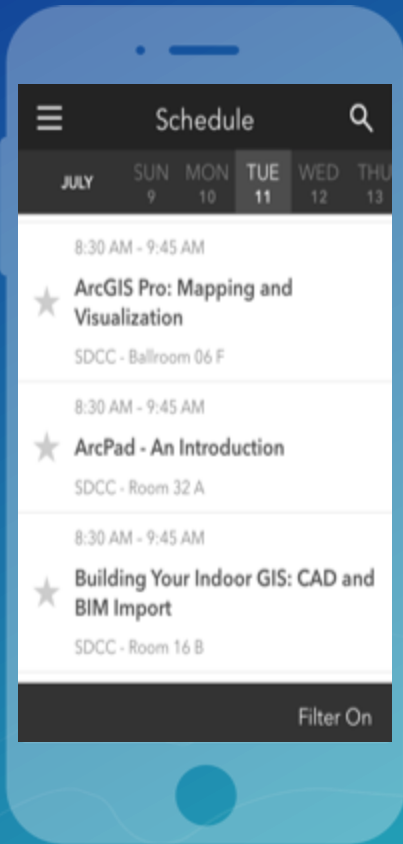 Schedule
JULY
SUN MON TUE WED THU
9 10 11 12 13
8:30 AM - 9:45 AM
ArcGIS Pro: Mapping and
Visualization
SDCC - Ballroom 06 F
8:30 AM - 9:45 AM
ArcPad - An Introduction
SDCC - Room 32 A
8:30 AM - 9:45 AM
Building Your Indoor GIS: CAD and
BIM Import
SDCC - Room 16 B
Filter On